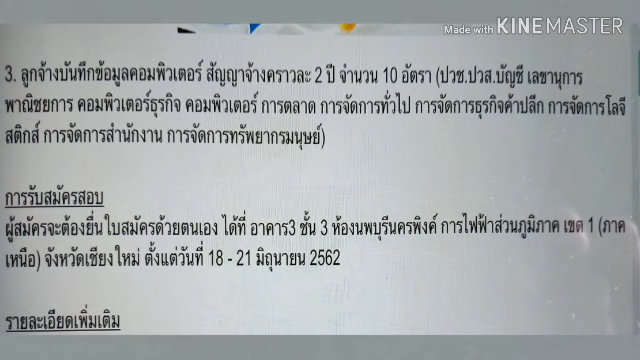 Made with KINEMASTER
3. ลูกจ้างบันทึกข้อมูลคอมพิวเตอร์ สัญญาจ้างคราวละ 2 ปี จำนวน 10 อัตรา (ปวช.ปวส.บัญชี เลขานุการ
พาณิชยการ คอมพิวเตอร์ธุรกิจ คอมพิวเตอร์ การตลาด การจัดการทั่วไป การจัดการธุรกิจค้าปลีก การจัดการโลจิ
สติกส์ การจัดการสำนักงาน การจัดการทรัพยากรมนุษย์)
การรับสมัครสอบ
ผู้สมัครจะต้องยื่นใบสมัครด้วยตนเอง ได้ที่ อาคาร3 ชั้น 3 ห้องนพบุรีนครพิงค์ การไฟฟ้าส่วนภูมิภาค เขต 1 (ภาค
เหนือ) จังหวัดเชียงใหม่ ตั้งแต่วันที่ 18 - 21 มิถุนายน 2562
รายละเอียดเพิ่มเติม